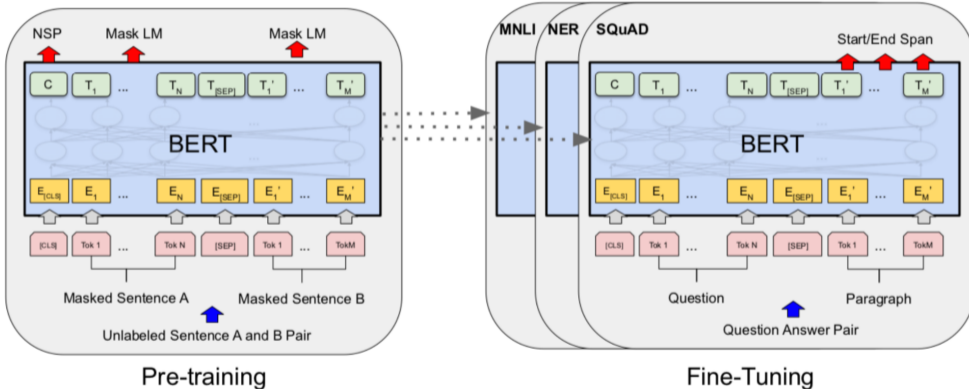 NSP Mask LM Mask LM
C T1 ... TN T[SEP] T1' ... TM'
BERT
E[CLS] E1 ... EN E[SEP] E1' ... EM'
[CLS] Tok 1 ... Tok N [SEP] Tok 1 ... TokM
Masked Sentence A Masked Sentence B
Unlabeled Sentence A and B Pair
Pre-training
MNLI NER SQuAD
Start/End Span
C T1 ... TN T[SEP] T1' ... TM'
BERT
E[CLS] E1 ... EN E[SEP] E1' ... EM'
[CLS] Tok 1 ... Tok N [SEP] Tok 1 ... TokM
Question Paragraph
Question Answer Pair
Fine-Tuning